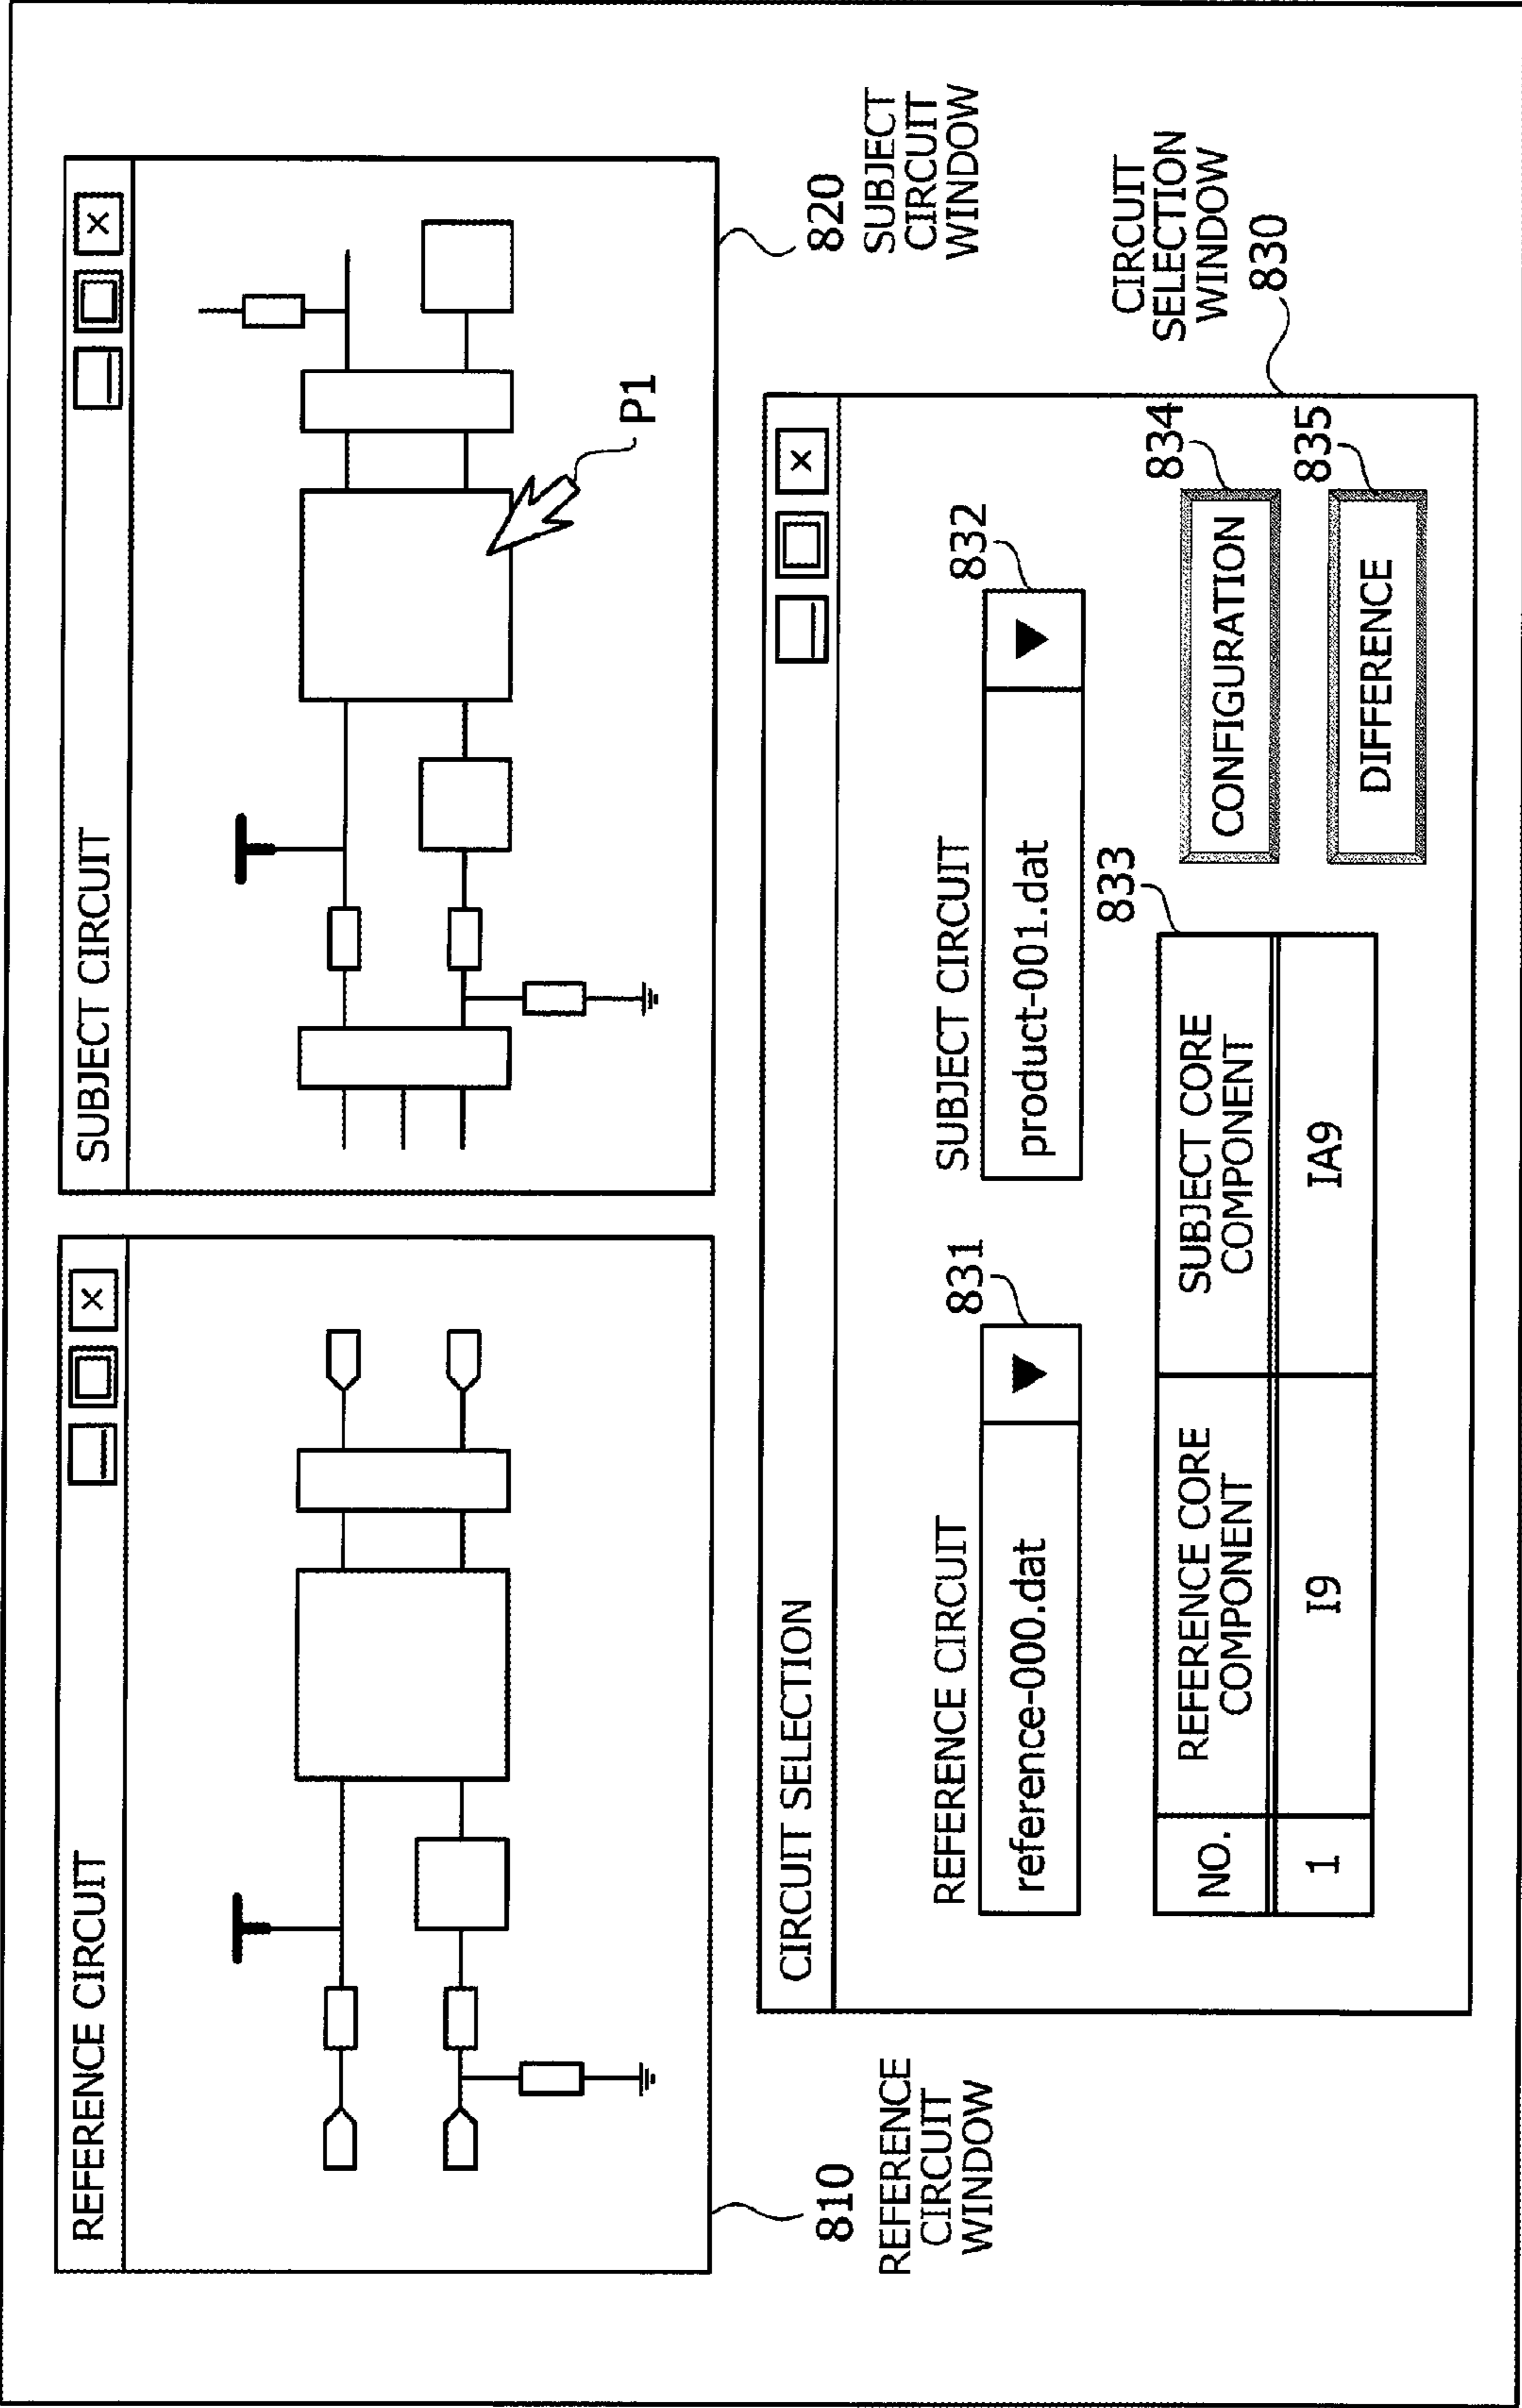 REFERENCE CIRCUIT
×
SUBJECT CIRCUIT
×
P1
810
REFERENCE
CIRCUIT
WINDOW
820
SUBJECT
CIRCUIT
WINDOW
CIRCUIT SELECTION
×
CIRCUIT
SELECTION
WINDOW
830
REFERENCE CIRCUIT
831
reference-000.dat
▼
SUBJECT CIRCUIT
832
product-001.dat
▼
833
NO.
REFERENCE CORE
COMPONENT
SUBJECT CORE
COMPONENT
1
I9
IA9
834
CONFIGURATION
835
DIFFERENCE